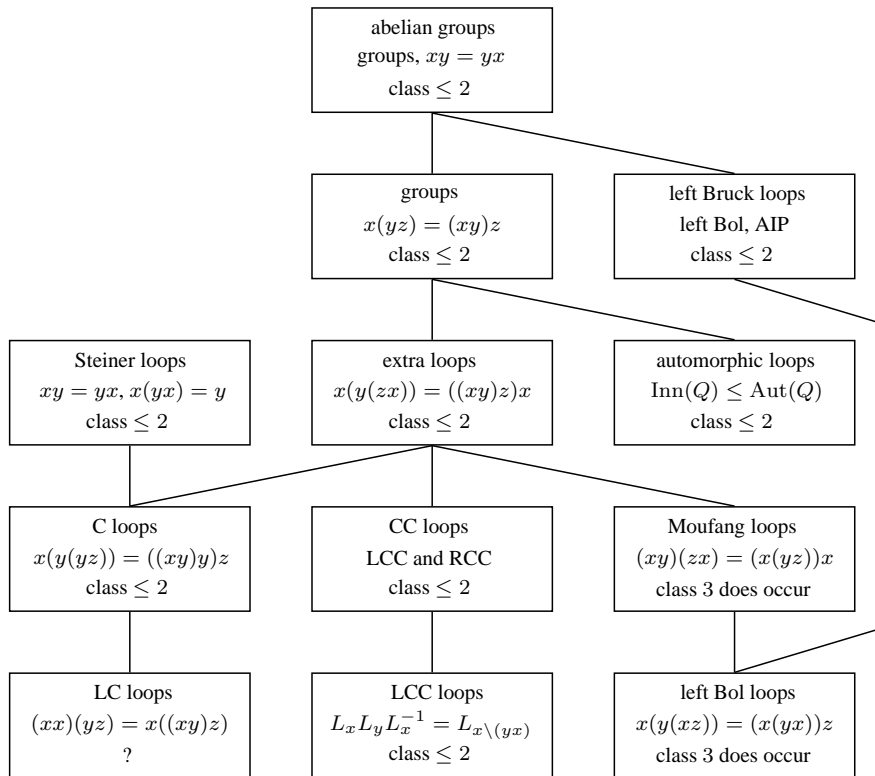 abelian groups
groups, xy = yx
class ≤ 2
groups
x(yz) = (xy)z
class ≤ 2
left Bruck loops
left Bol, AIP
class ≤ 2
Steiner loops
xy = yx, x(yx) = y
class ≤ 2
extra loops
x(y(zx)) = ((xy)z)x
class ≤ 2
automorphic loops
Inn(Q) ≤ Aut(Q)
class ≤ 2
C loops
x(y(yz)) = ((xy)y)z
class ≤ 2
CC loops
LCC and RCC
class ≤ 2
Moufang loops
(xy)(zx) = (x(yz))x
class 3 does occur
LC loops
(xx)(yz) = x((xy)z)
?
LCC loops
LₓLᵧLₓ⁻¹ = L_{x\(yx)}
class ≤ 2
left Bol loops
x(y(xz)) = (x(yx))z
class 3 does occur